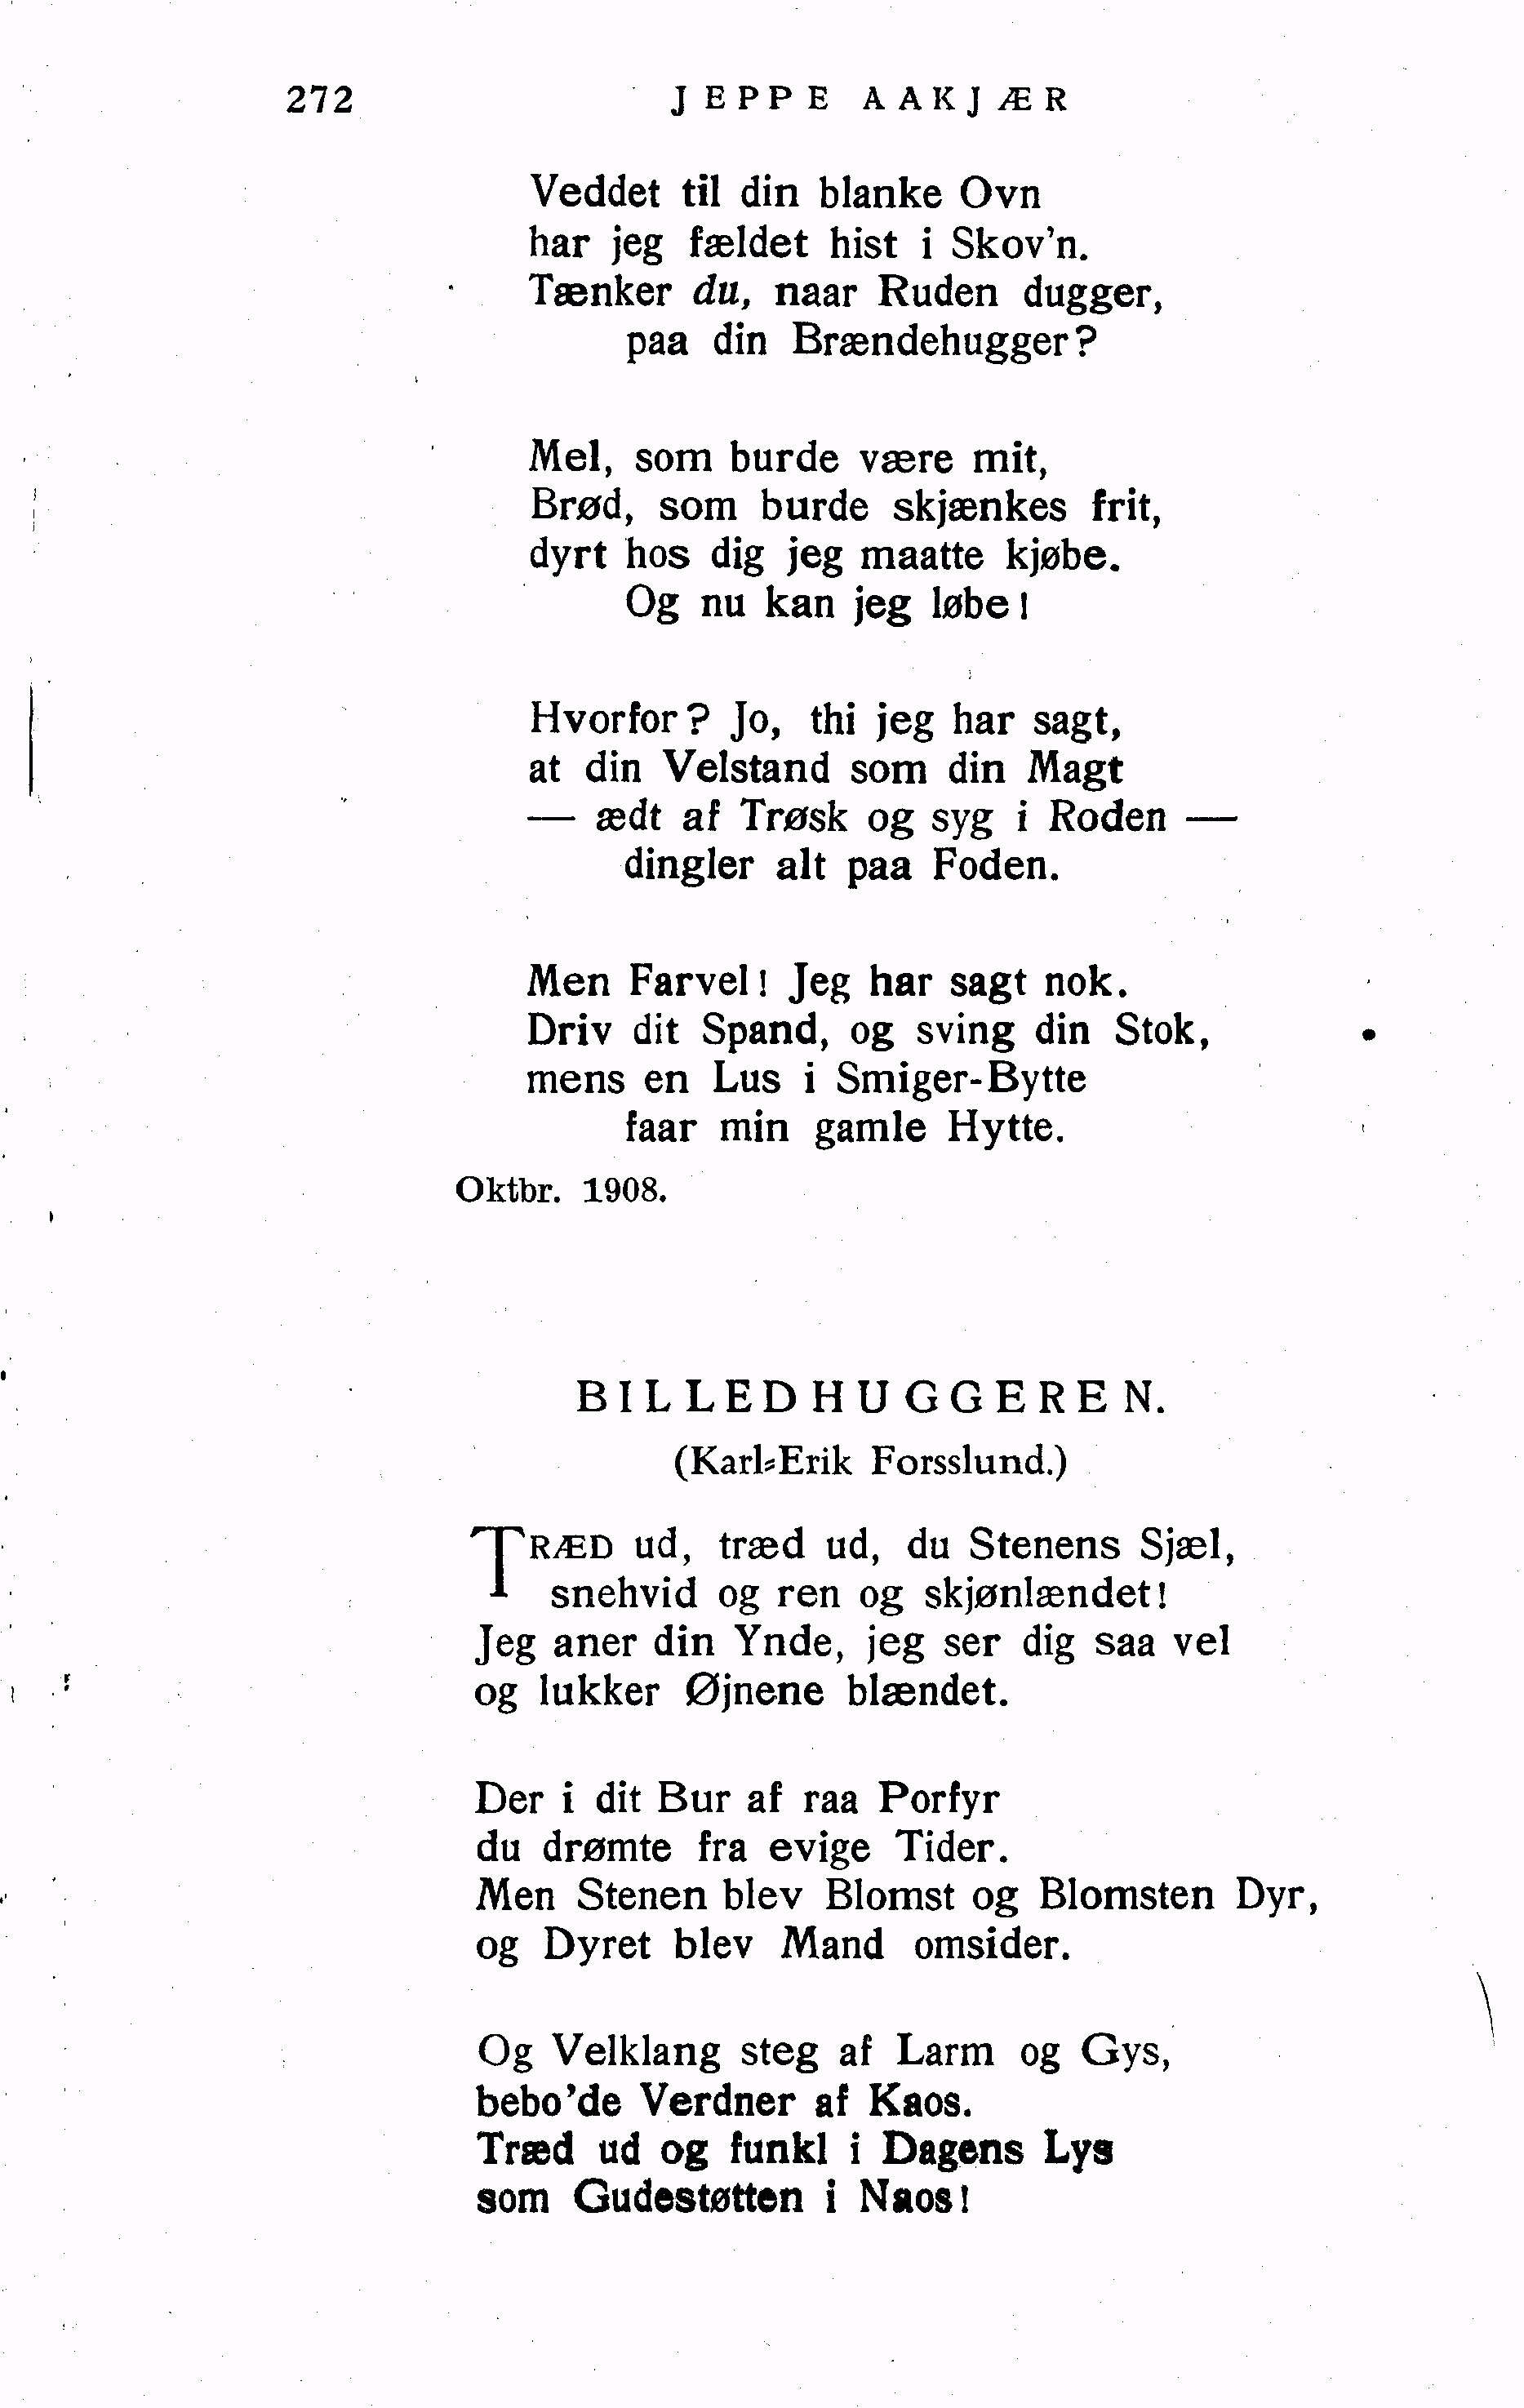 272 JEPPE AAKJÆR
Veddet til din blanke Ovn
har jeg fældet hist i Skov'n.
Tænker du, naar Ruden dugger,
paa din Brændehugger?
Mel, som burde være mit,
Brød, som burde skjænkes frit,
dyrt hos dig jeg maatte kjøbe.
Og nu kan jeg løbe!
Hvorfor? Jo, thi jeg har sagt,
at din Velstand som din Magt
— ædt af Trøsk og syg i Roden —
dingler alt paa Foden.
Men Farvel! Jeg har sagt nok.
Driv dit Spand, og sving din Stok,
mens en Lus i Smiger-Bytte
faar min gamle Hytte.
Oktbr. 1908.
BILLEDHUGGEREN.
(Karl-Erik Forsslund.)
TRÆD ud, træd ud, du Stenens Sjæl,
snehvid og ren og skjønlændet!
Jeg aner din Ynde, jeg ser dig saa vel
og lukker Øjnene blændet.
Der i dit Bur af raa Porfyr
du drømte fra evige Tider.
Men Stenen blev Blomst og Blomsten Dyr,
og Dyret blev Mand omsider.
Og Velklang steg af Larm og Gys,
bebo'de Verdner af Kaos.
Træd ud og funkl i Dagens Lys
som Gudestøtten i Naos!